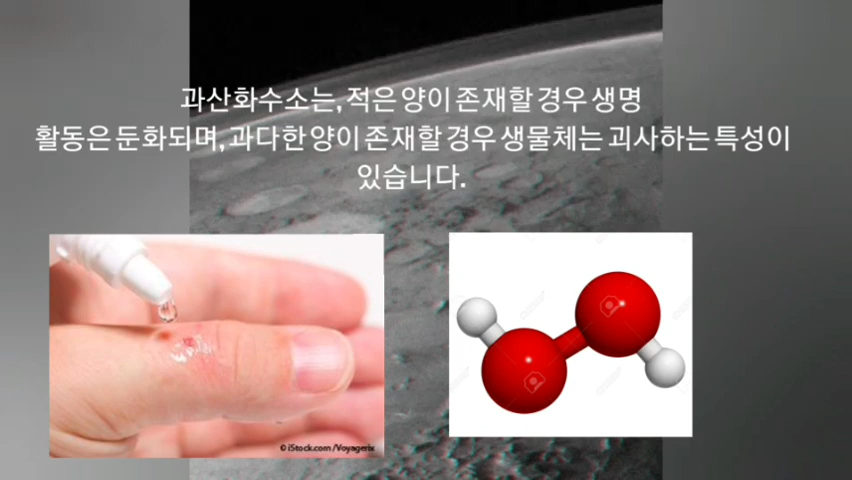 과산화수소는, 적은 양이 존재할 경우 생명
활동은 둔화되며, 과다한 양이 존재할 경우 생물체는 괴사하는 특성이
있습니다.
© iStock.com/Voyagerix